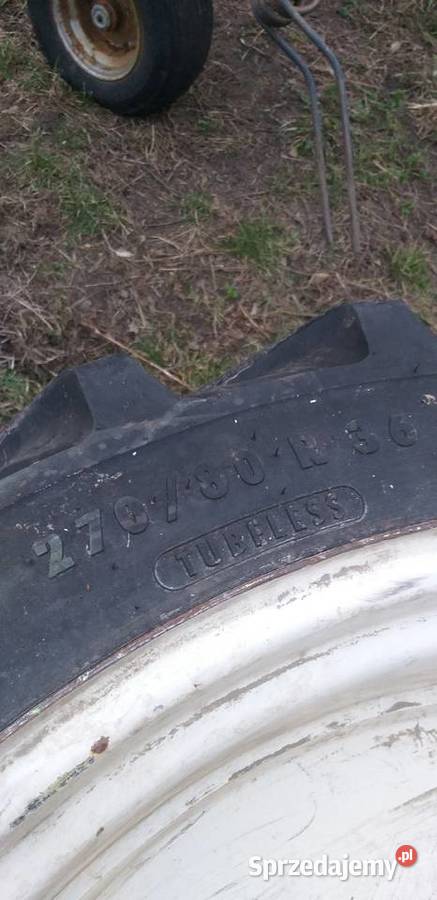 270/80 R 36
TUBELESS
Sprzedajemy.pl